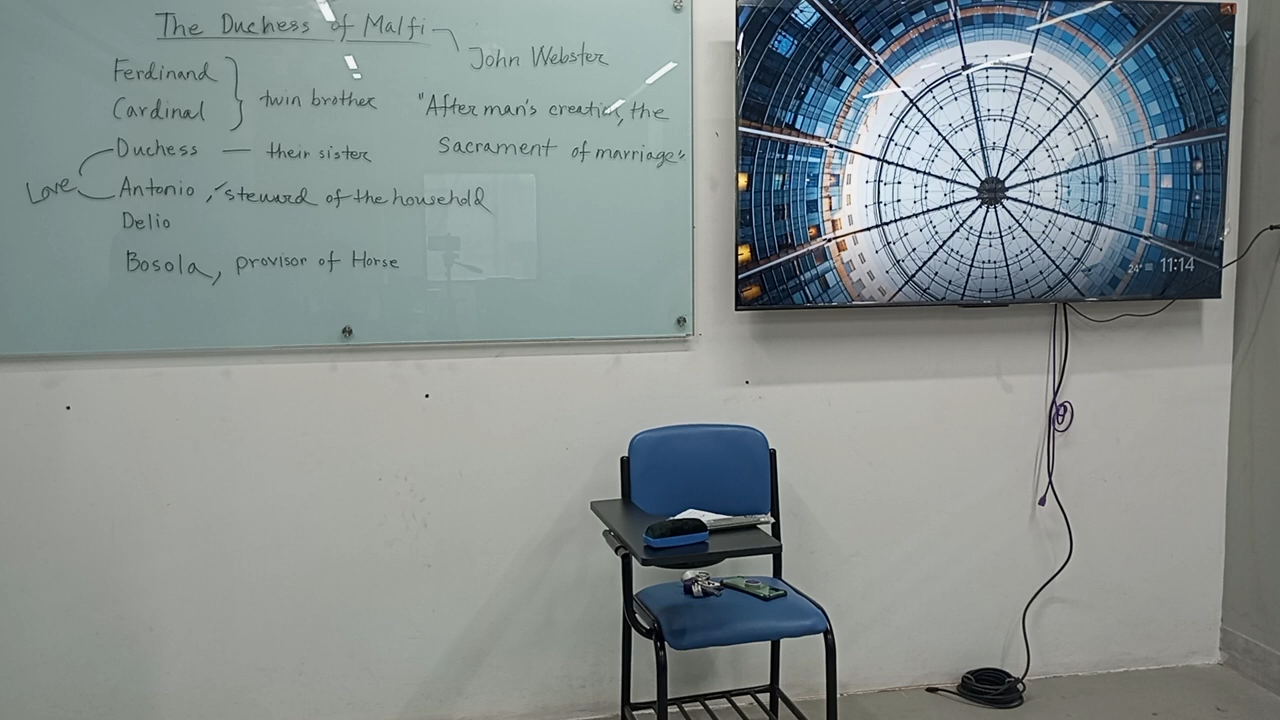 The Duchess of Malfi
John Webster
Ferdinand
Cardinal
twin brother
"After man's creation, the
Sacrament of marriage"
Duchess — their sister
Love
Antonio, steward of the household
Delio
Bosola, provisor of Horse
24°
11:14